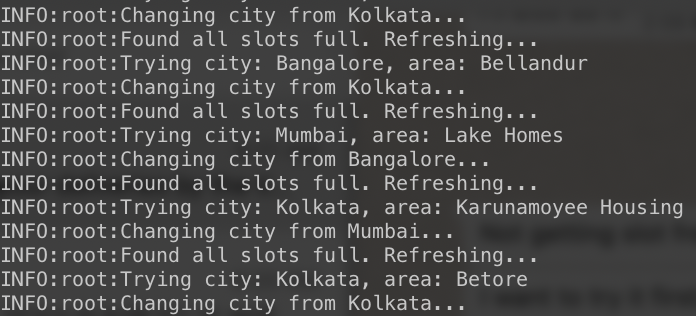 INFO:root:Changing city from Kolkata...
INFO:root:Found all slots full. Refreshing...
INFO:root:Trying city: Bangalore, area: Bellandur
INFO:root:Changing city from Kolkata...
INFO:root:Found all slots full. Refreshing...
INFO:root:Trying city: Mumbai, area: Lake Homes
INFO:root:Changing city from Bangalore...
INFO:root:Found all slots full. Refreshing...
INFO:root:Trying city: Kolkata, area: Karunamoyee Housing
INFO:root:Changing city from Mumbai...
INFO:root:Found all slots full. Refreshing...
INFO:root:Trying city: Kolkata, area: Betore
INFO:root:Changing city from Kolkata...